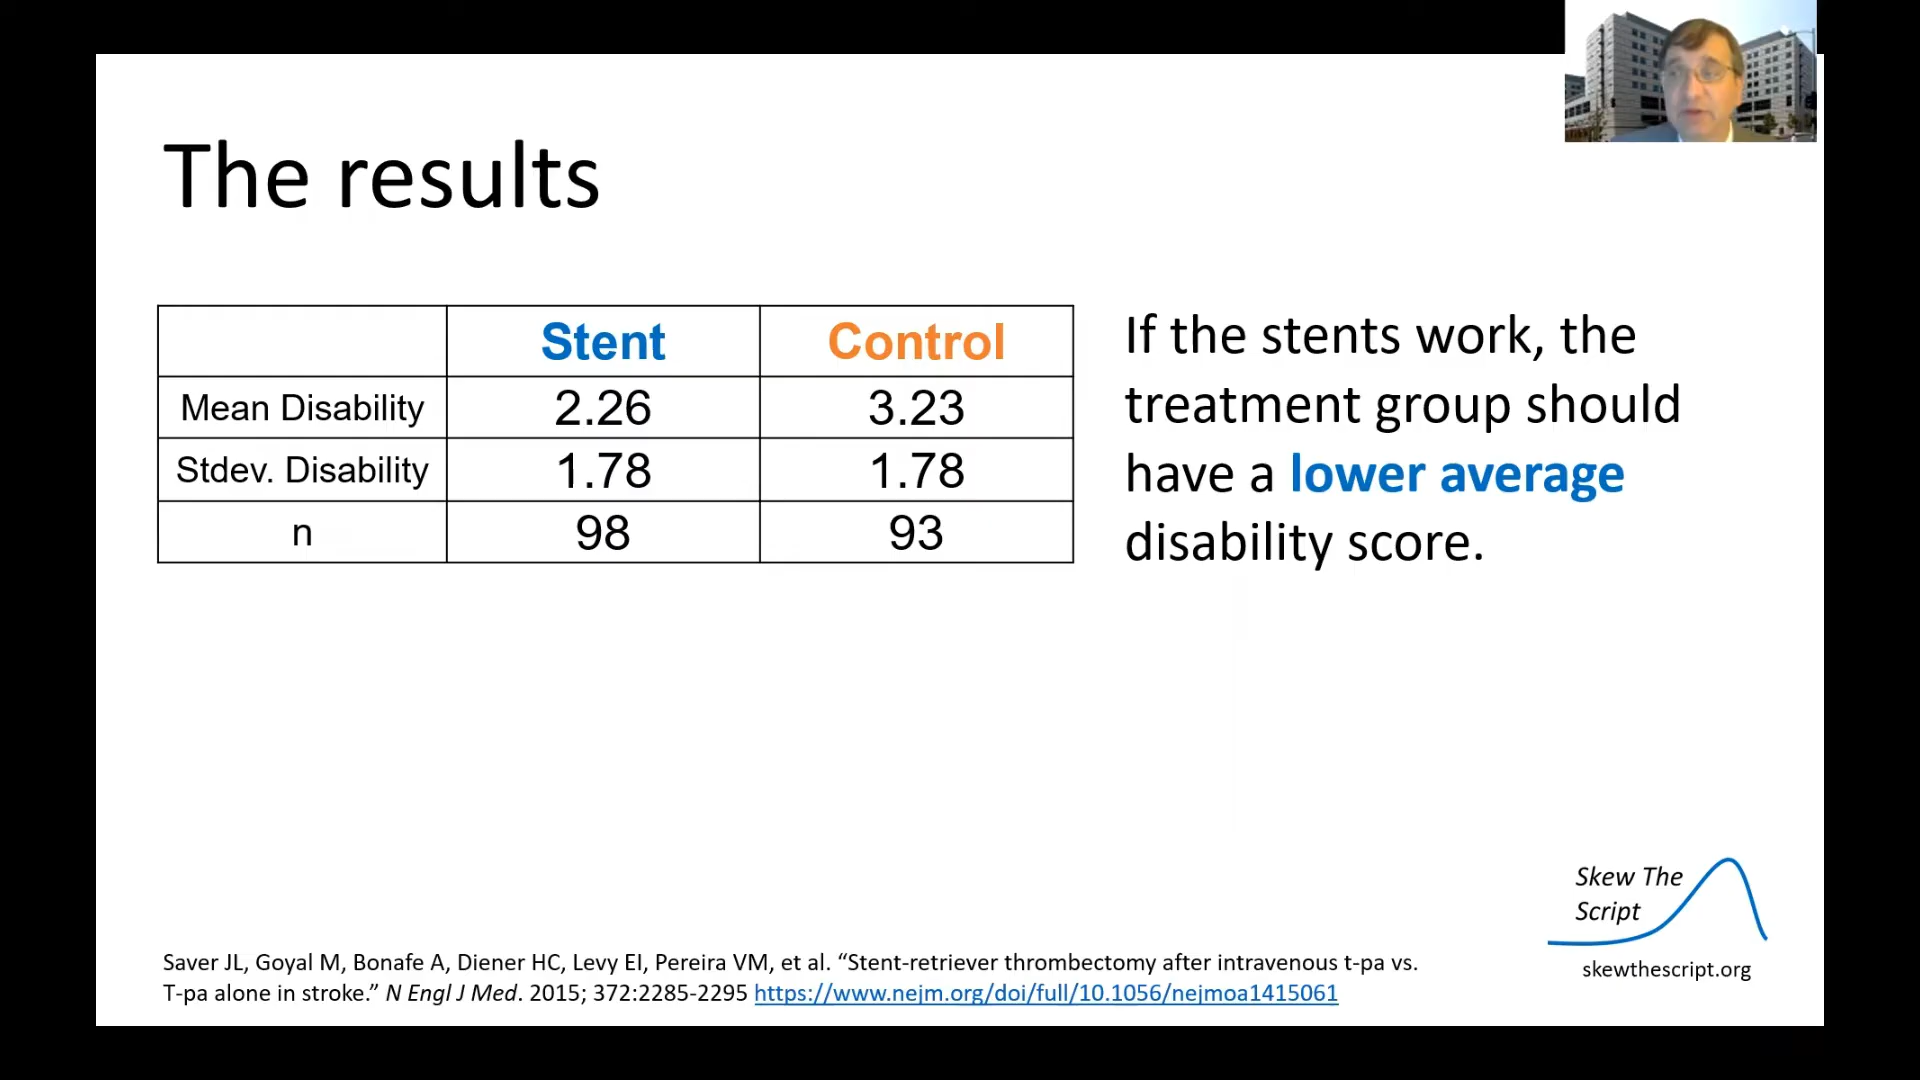 The results
Stent Control
Mean Disability 2.26 3.23
Stdev. Disability 1.78 1.78
n 98 93
If the stents work, the
treatment group should
have a lower average
disability score.
Skew The
Script
skewthescript.org
Saver JL, Goyal M, Bonafe A, Diener HC, Levy EI, Pereira VM, et al. “Stent-retriever thrombectomy after intravenous t-pa vs.
T-pa alone in stroke.” N Engl J Med. 2015; 372:2285-2295 https://www.nejm.org/doi/full/10.1056/nejmoa1415061